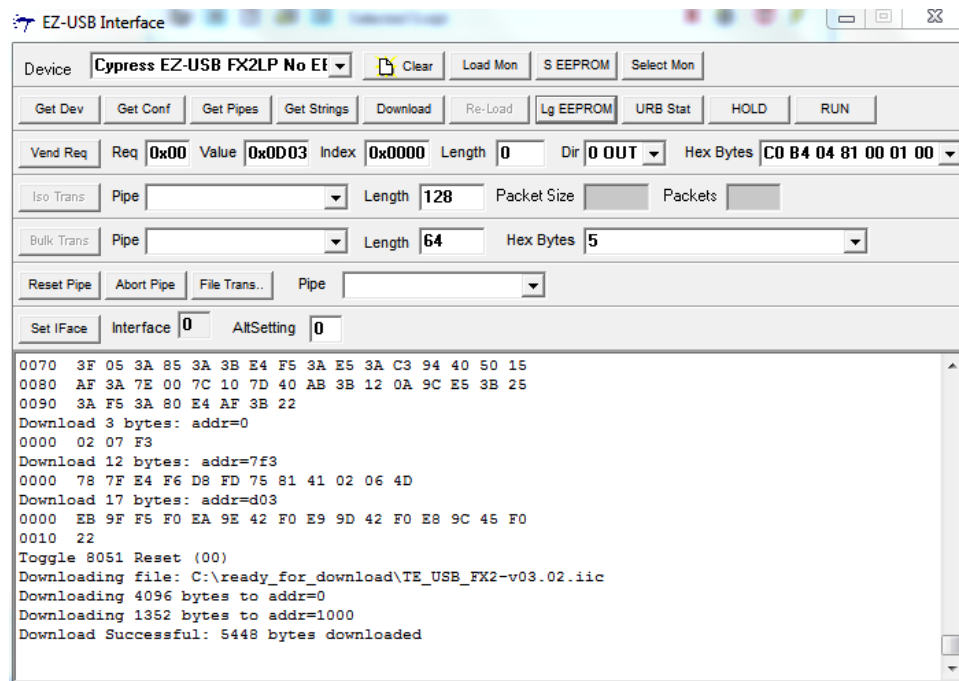 EZ-USB Interface
Device Cypress EZ-USB FX2LP No EE Clear Load Mon S EEPROM Select Mon
Get Dev Get Conf Get Pipes Get Strings Download Re-Load Lg EEPROM URB Stat HOLD RUN
Vend Req Req 0x00 Value 0x0D03 Index 0x0000 Length 0 Dir 0 OUT Hex Bytes C0 B4 04 81 00 01 00
Iso Trans Pipe Length 128 Packet Size Packets
Bulk Trans Pipe Length 64 Hex Bytes 5
Reset Pipe Abort Pipe File Trans.. Pipe
Set IFace Interface 0 AltSetting 0
0070 3F 05 3A 85 3A 3B E4 F5 3A E5 3A C3 94 40 50 15
0080 AF 3A 7E 00 7C 10 7D 40 AB 3B 12 0A 9C E5 3B 25
0090 3A F5 3A 80 E4 AF 3B 22
Download 3 bytes: addr=0
0000 02 07 F3
Download 12 bytes: addr=7f3
0000 78 7F E4 F6 D8 FD 75 81 41 02 06 4D
Download 17 bytes: addr=d03
0000 EB 9F F5 F0 EA 9E 42 F0 E9 9D 42 F0 E8 9C 45 F0
0010 22
Toggle 8051 Reset (00)
Downloading file: C:\ready_for_download\TE_USB_FX2-v03.02.iic
Downloading 4096 bytes to addr=0
Downloading 1352 bytes to addr=1000
Download Successful: 5448 bytes downloaded